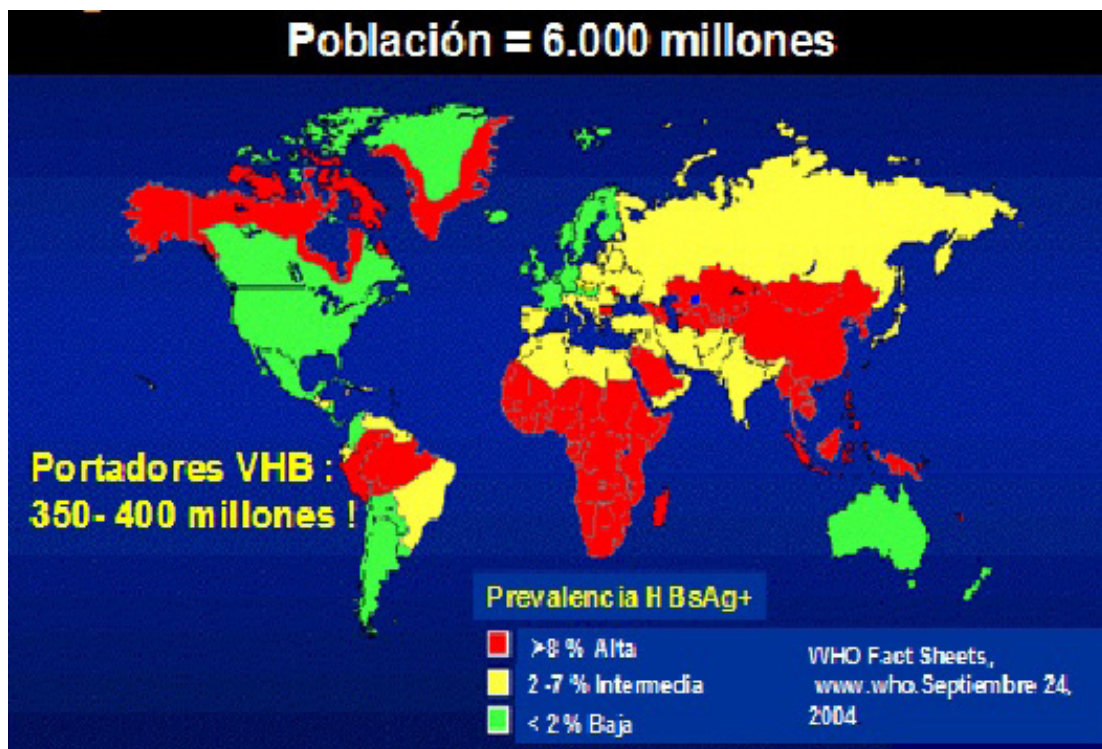 Población = 6.000 millones
Portadores VHB :
350- 400 millones !
Prevalencia HBsAg+
>8 % Alta
2 -7 % Intermedia
< 2 % Baja
WHO Fact Sheets,
www.who.Septiembre 24,
2004